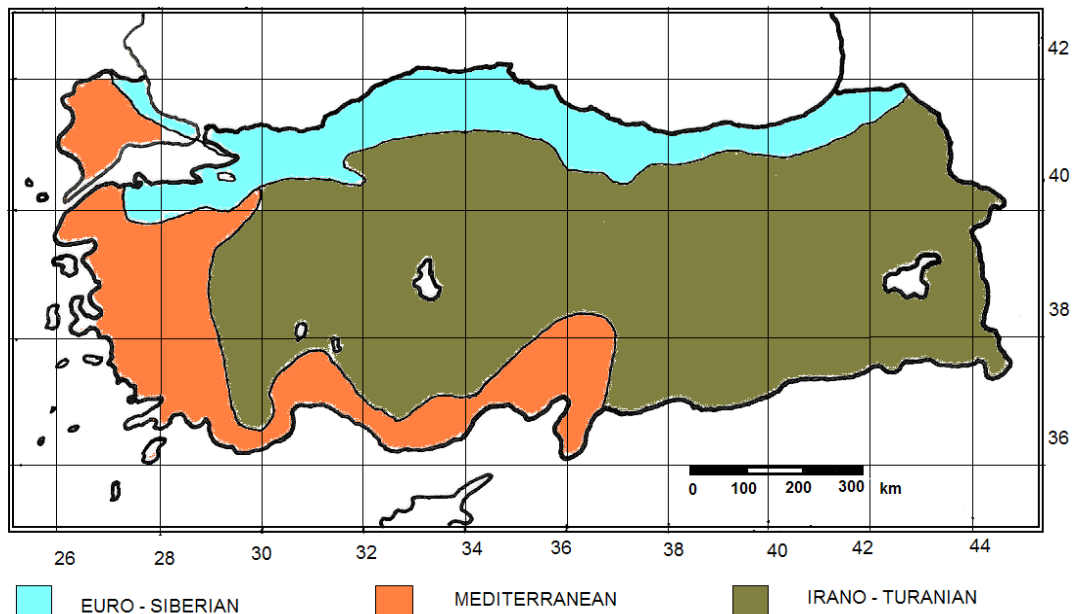 42
40
38
36
0 100 200 300 km
26 28 30 32 34 36 38 40 42 44
EURO - SIBERIAN MEDITERRANEAN IRANO - TURANIAN